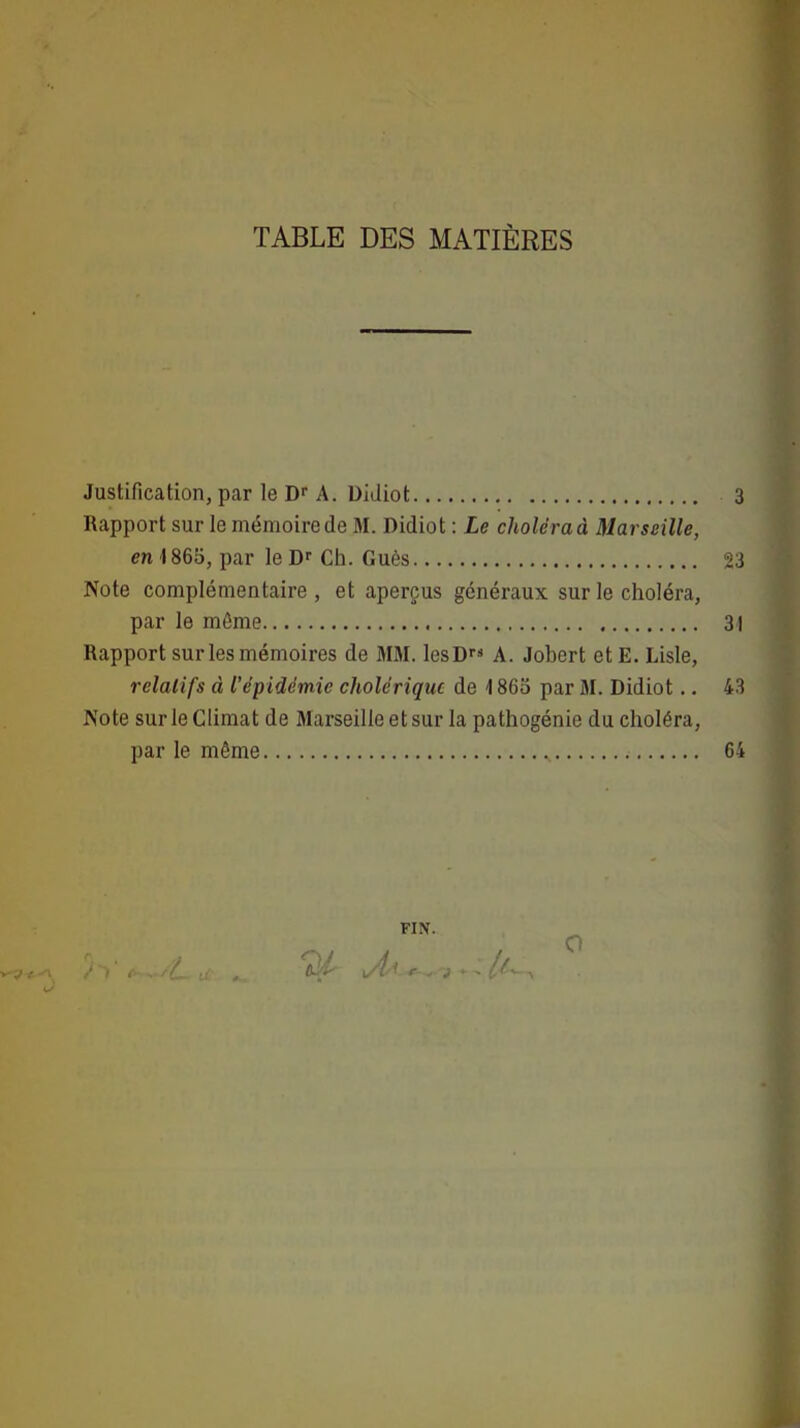 TABLE DES MATIÈRES
Justification, par le Dr A. Didiot.......... .................... 3
Rapport sur le mémoire de M. Didiot : Le choléra à Marseille,
en 1865, par le Dr Ch. Guès............................. 23
Note complémentaire , et aperçus généraux sur le choléra,
par le même................................ .......... 31
Rapport sur les mémoires de MM. les Drs A. Jobert et E. Lisle,
relatifs à l'épidémie cholérique de 1865 par M. Didiot .. 43
Note sur le Climat de Marseille et sur la pathogénie du choléra,
par le même............................................ 64
FIN.